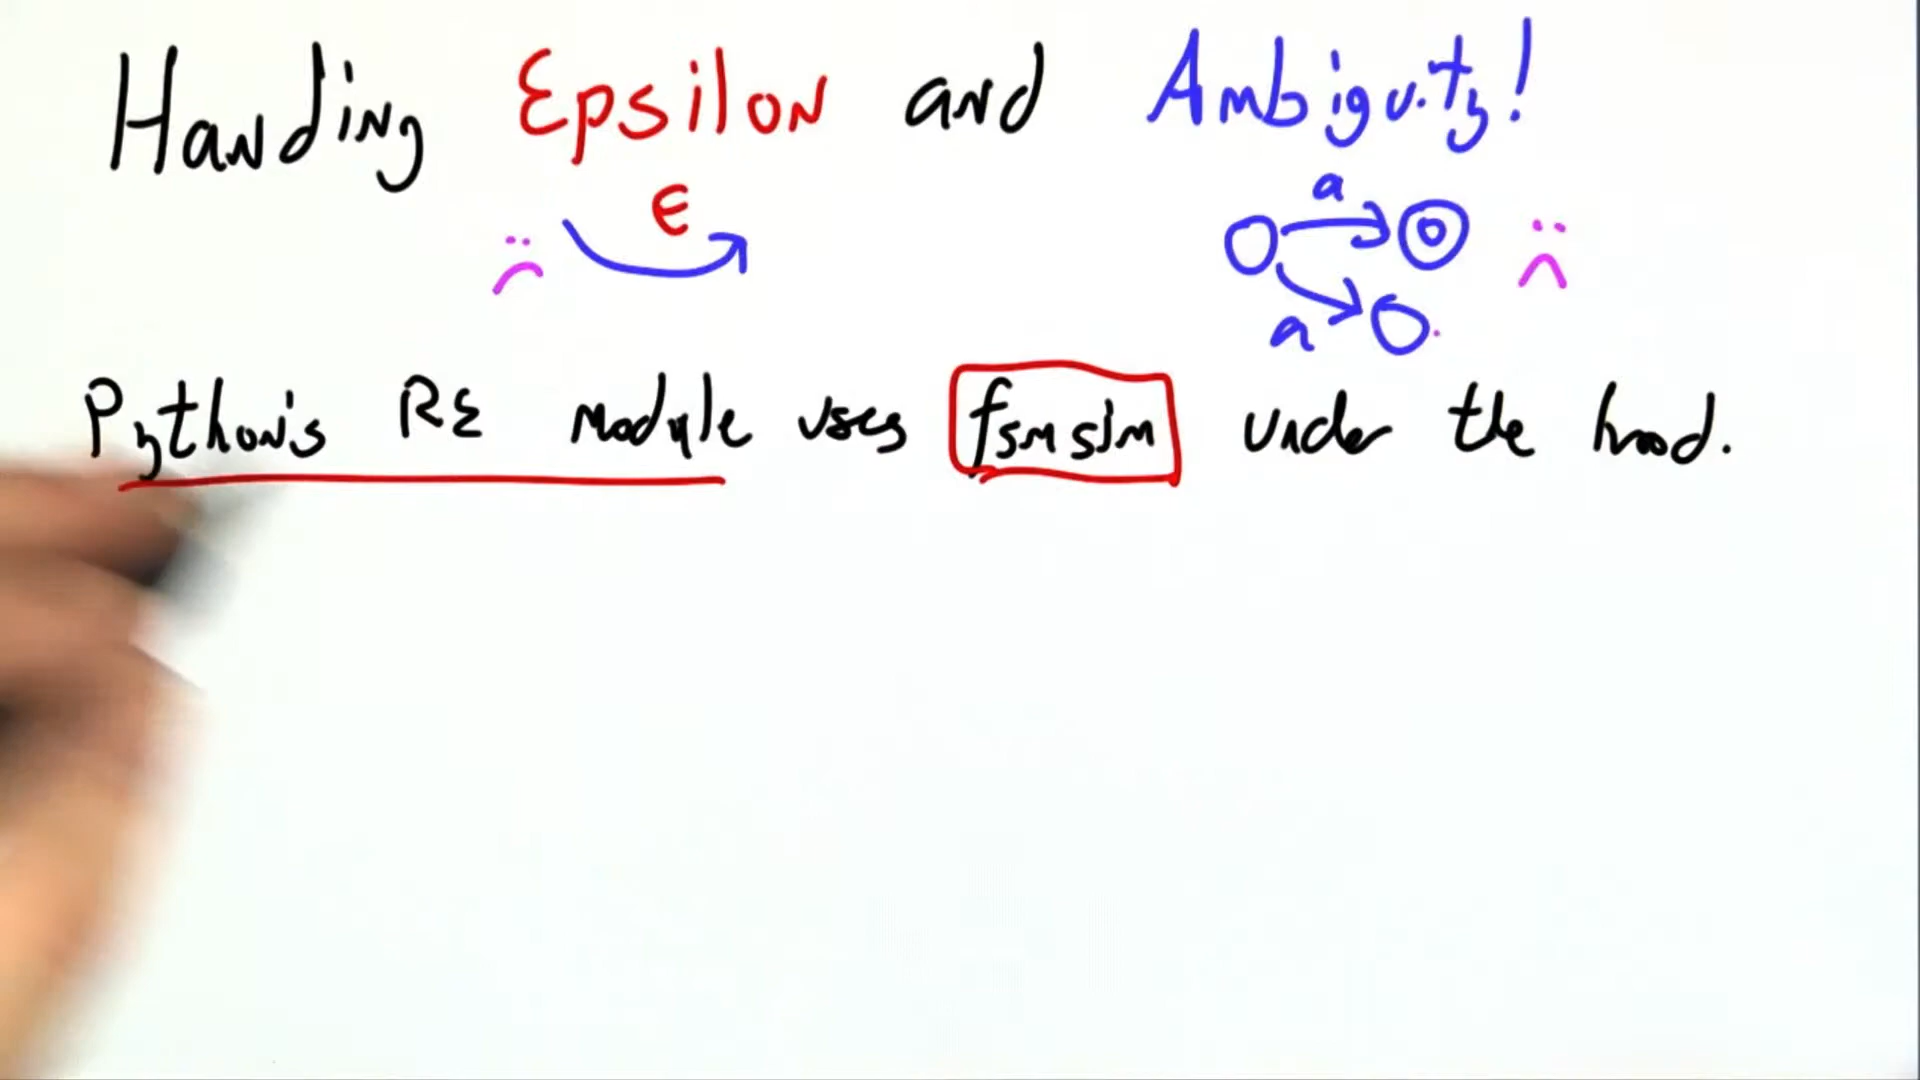 Handing Epsilon and Ambiguity!
ϵ
a
a
Python's RE module uses fsmsim under the hood.